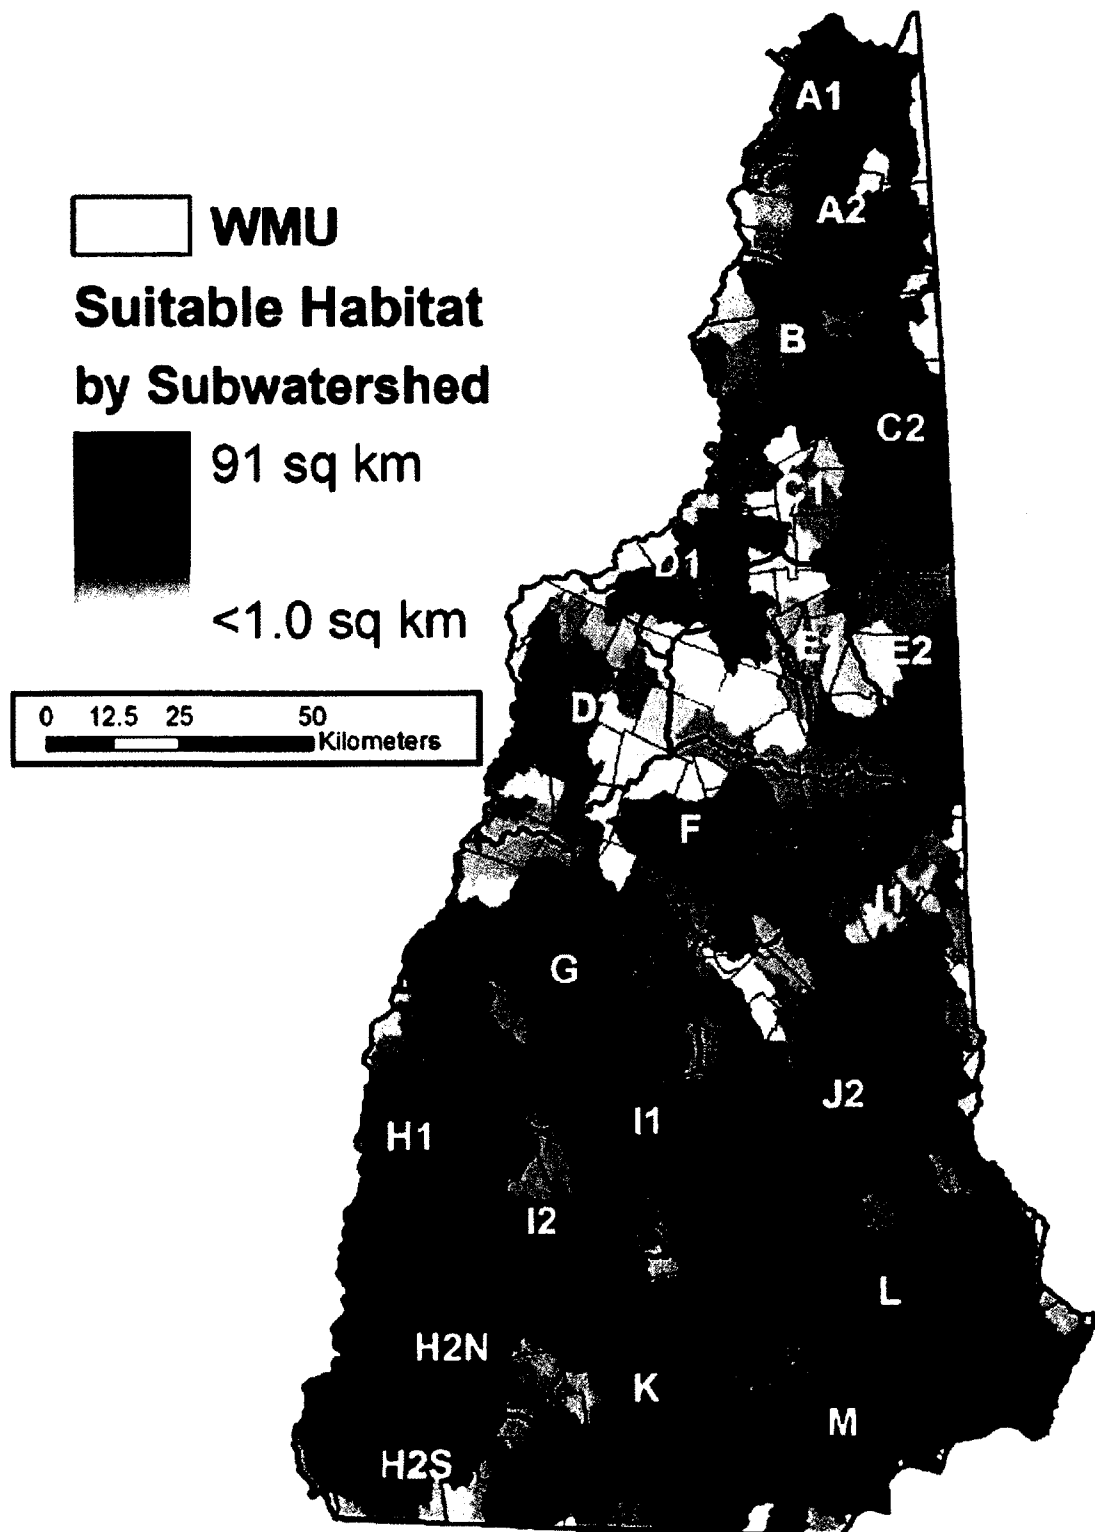 A1
A2
WMU
Suitable Habitat
by Subwatershed
91 sq km
<1.0 sq km
B
C2
C1
D1
E1
E2
0 12.5 25 50
Kilometers
D2
F
J1
G
J2
I1
H1
I2
L
H2N
K
M
H2S